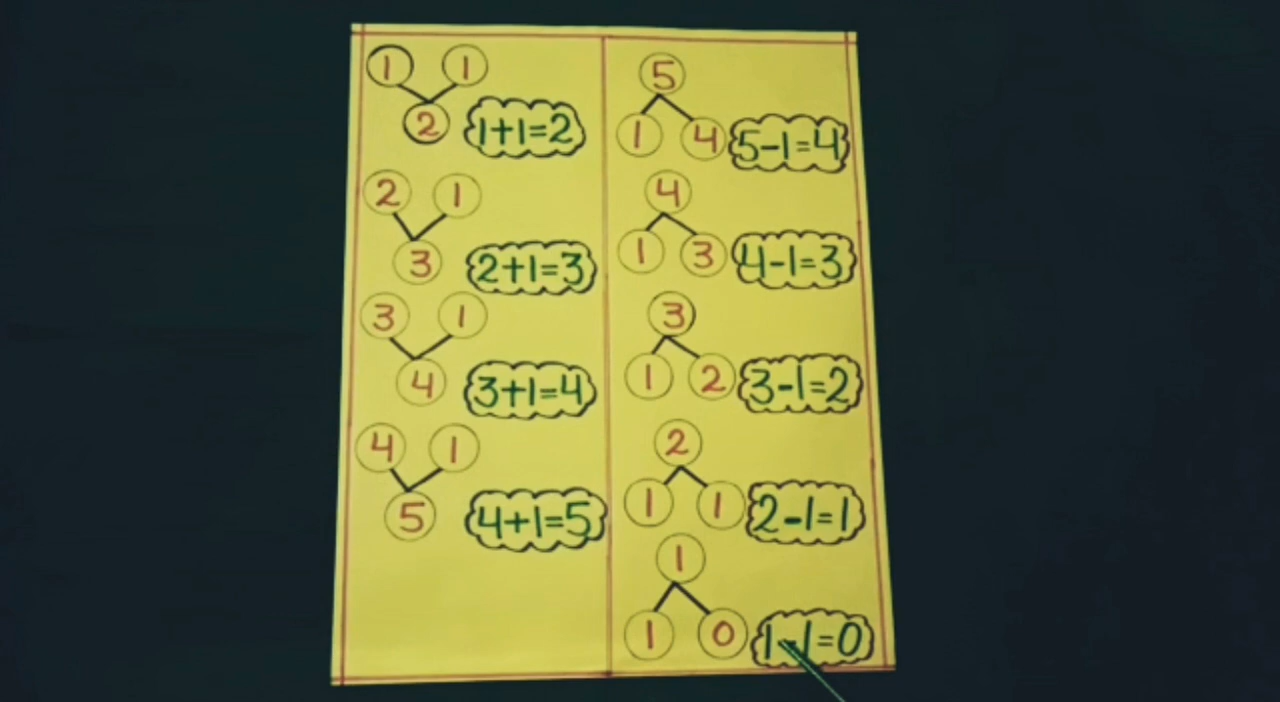 1 1
2 1+1=2
2 1
3 2+1=3
3 1
4 3+1=4
4 1
5 4+1=5
5
1 4 5-1=4
4
1 3 4-1=3
3
1 2 3-1=2
2
1 1 2-1=1
1
1 0 1-1=0